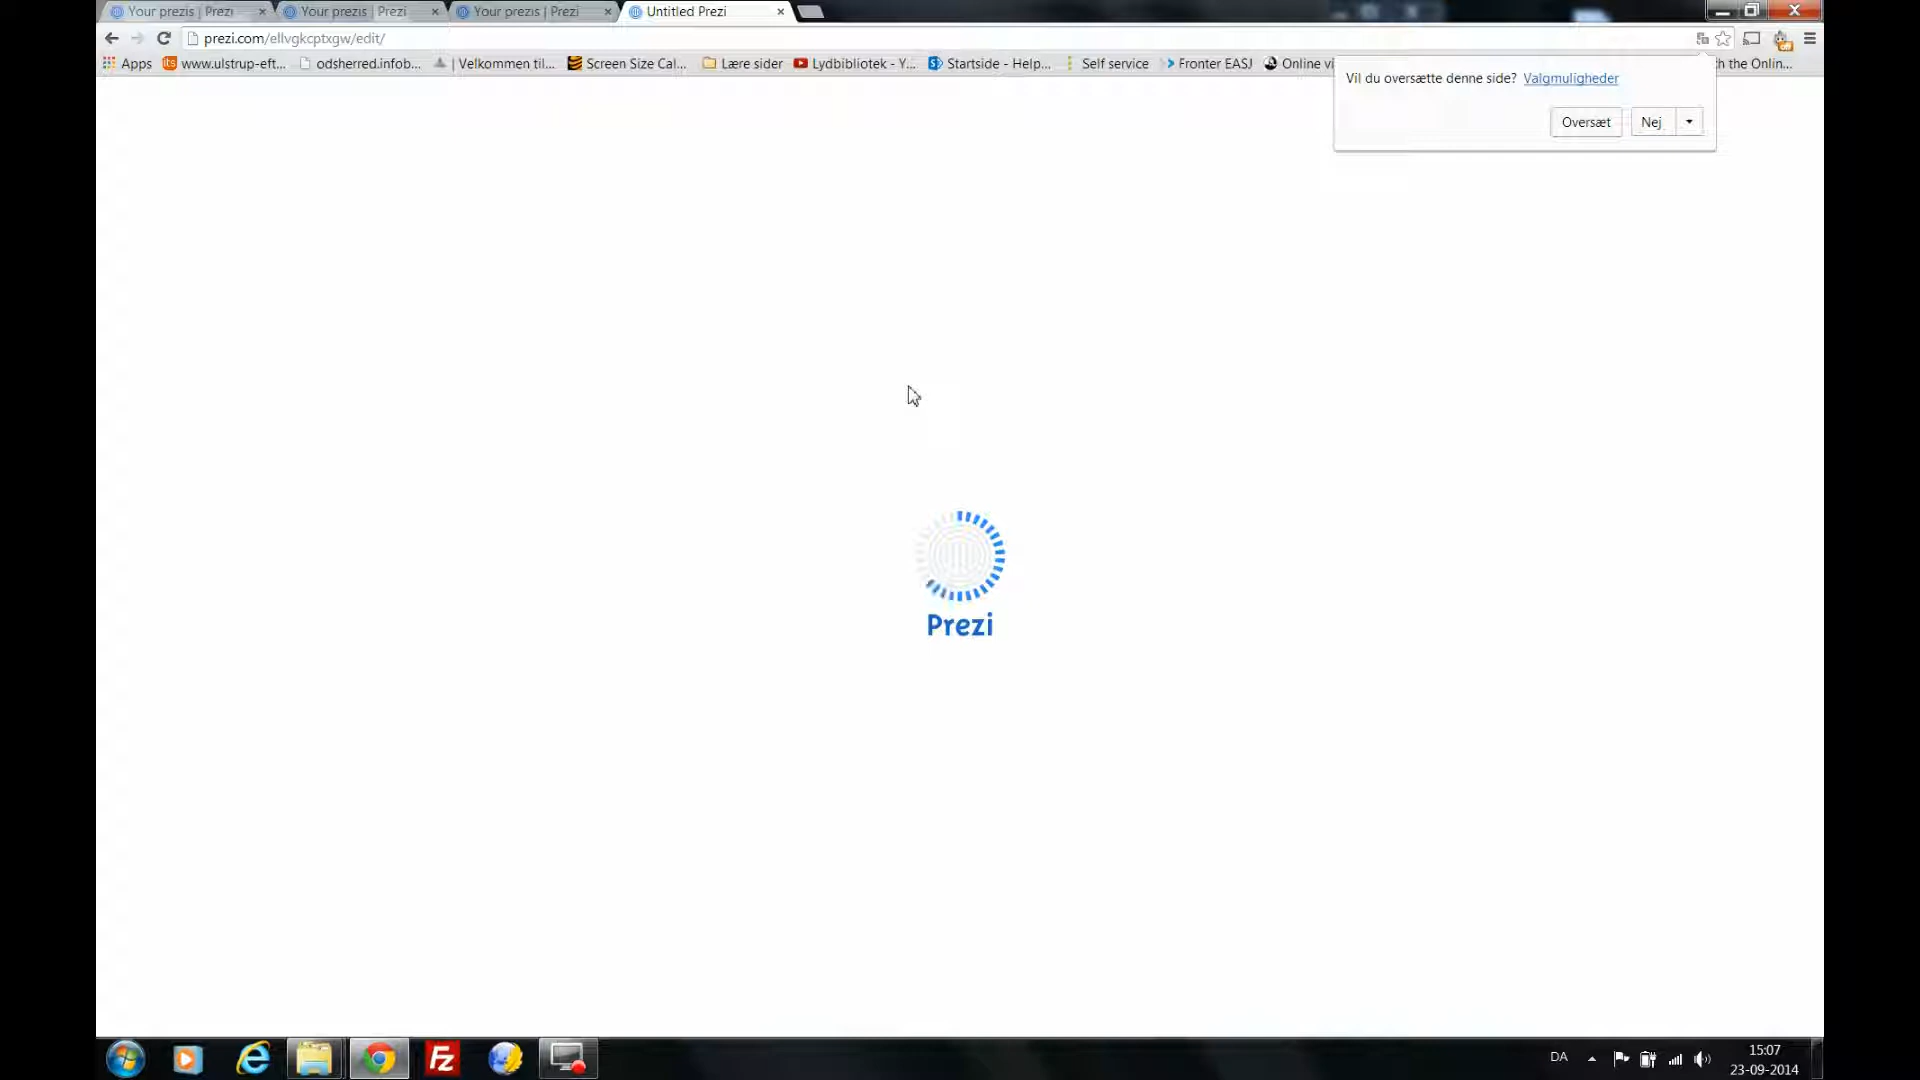 Your prezis | Prezi
Your prezis | Prezi
Your prezis | Prezi
Untitled Prezi
prezi.com/ellvgkcptxgw/edit/
Apps
www.ulstrup-eft...
odsherred.infob...
| Velkommen til...
Screen Size Cal...
Lære sider
Lydbibliotek - Y...
Startside - Help...
Self service
Fronter EASJ
Online vi
th the Onlin...
Vil du oversætte denne side? Valgmuligheder
Oversæt
Nej
off
Prezi
DA
15:07
23-09-2014